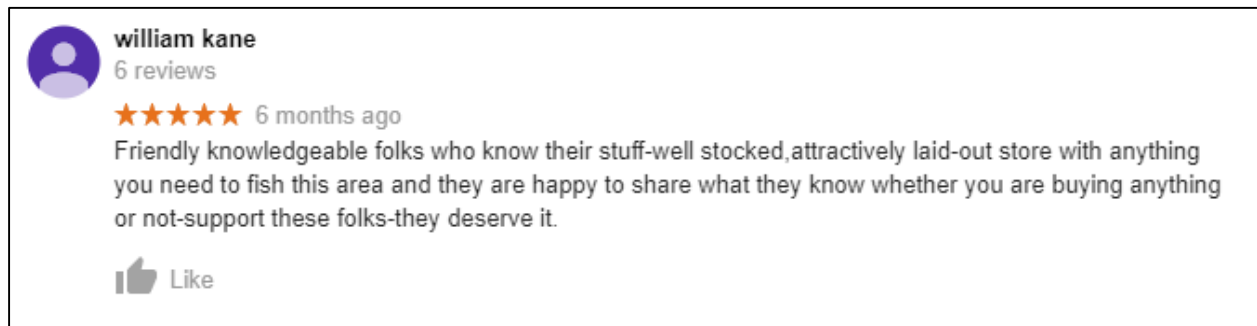 william kane
6 reviews
★★★★★ 6 months ago
Friendly knowledgeable folks who know their stuff-well stocked,attractively laid-out store with anything
you need to fish this area and they are happy to share what they know whether you are buying anything
or not-support these folks-they deserve it.
Like